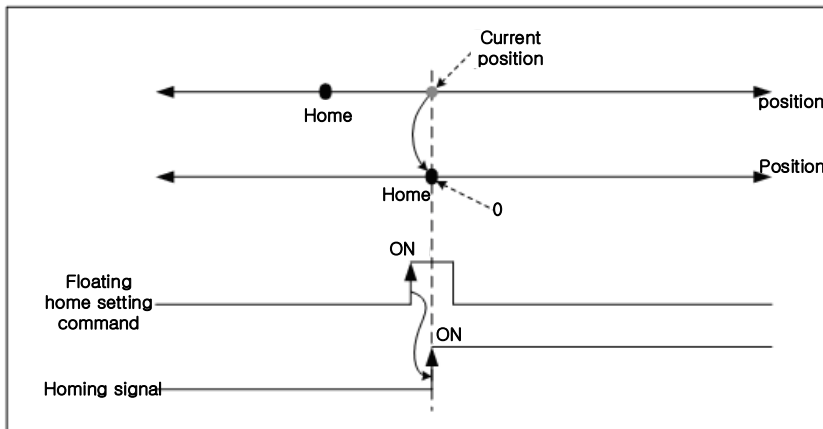 Current
position
position
Home
Position
Home
0
ON
Floating
home setting
command
ON
Homing signal